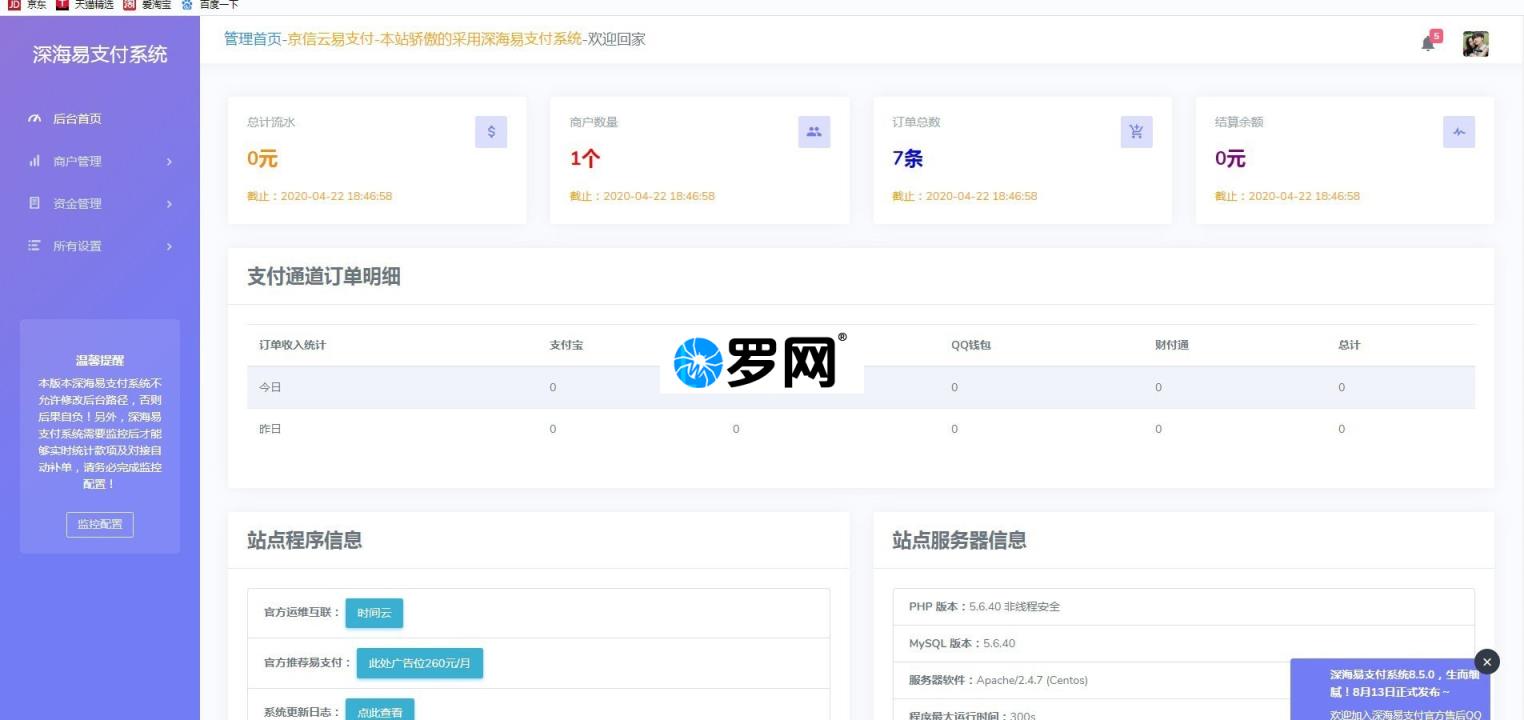 JD 京东 T 天猫精选 淘 爱淘宝 百度一下
深海易支付系统
管理首页-京信云易支付-本站骄傲的采用深海易支付系统-欢迎回家
5
后台首页
商户管理
资金管理
所有设置
温馨提醒
本版本深海易支付系统不
允许修改后台路径，否则
后果自负！另外，深海易
支付系统需要监控后才能
够实时统计款项及对接自
动补单，请务必完成监控
配置！
监控配置
总计流水
0元
截止：2020-04-22 18:46:58
商户数量
1个
截止：2020-04-22 18:46:58
订单总数
7条
截止：2020-04-22 18:46:58
结算余额
0元
截止：2020-04-22 18:46:58
支付通道订单明细
订单收入统计 支付宝 QQ钱包 财付通 总计
今日 0 0 0 0
昨日 0 0 0 0 0
罗网®
站点程序信息
官方运维互联： 时间云
官方推荐易支付： 此处广告位260元/月
系统更新日志： 点此查看
站点服务器信息
PHP 版本：5.6.40 非线程安全
MySQL 版本：5.6.40
服务器软件：Apache/2.4.7 (Centos)
程序最大运行时间：300s
深海易支付系统8.5.0，生而细
腻！8月13日正式发布～
欢迎加入深海易支付官方售后QQ